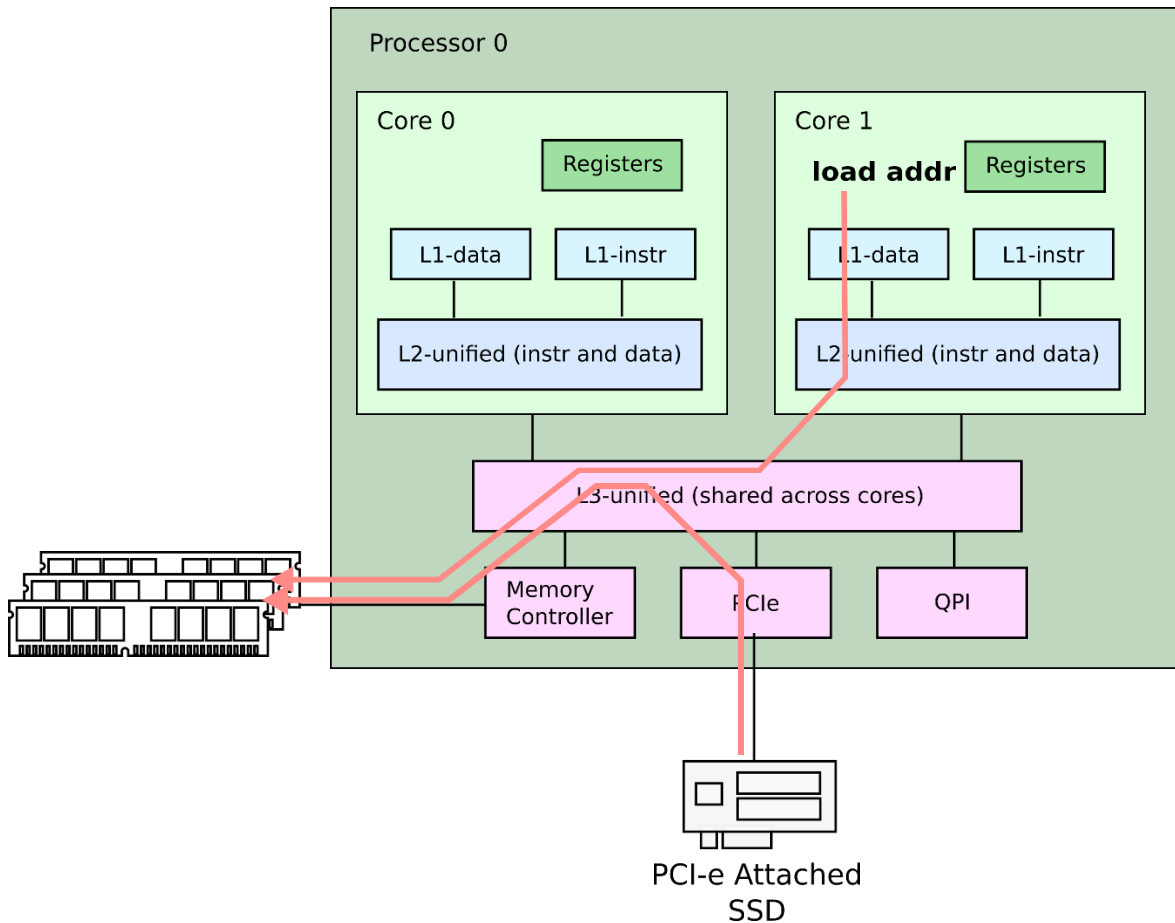 Processor 0
Core 0
Registers
L1-data
L1-instr
L2-unified (instr and data)
Core 1
load addr
Registers
L1-data
L1-instr
L2-unified (instr and data)
L3-unified (shared across cores)
Memory
Controller
PCIe
QPI
PCI-e Attached
SSD